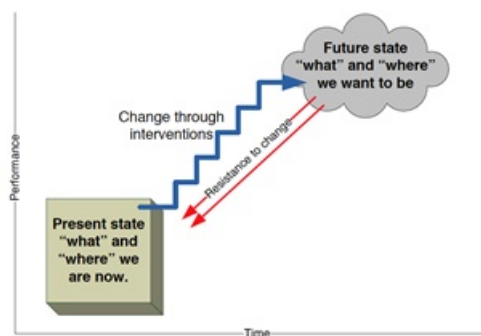 Future state
“what” and “where”
we want to be
Change through
interventions
Resistance to change
Performance
Present state
“what” and
“where” we
are now.
Time